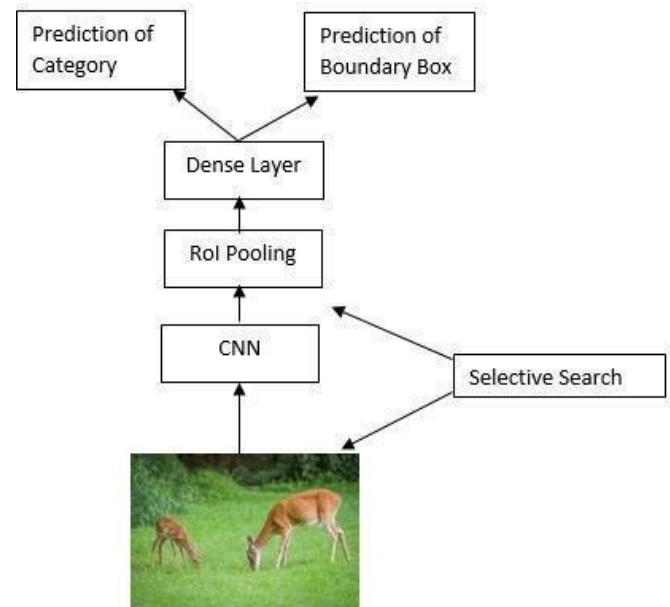 Prediction of
Category
Prediction of
Boundary Box
Dense Layer
RoI Pooling
CNN
Selective Search